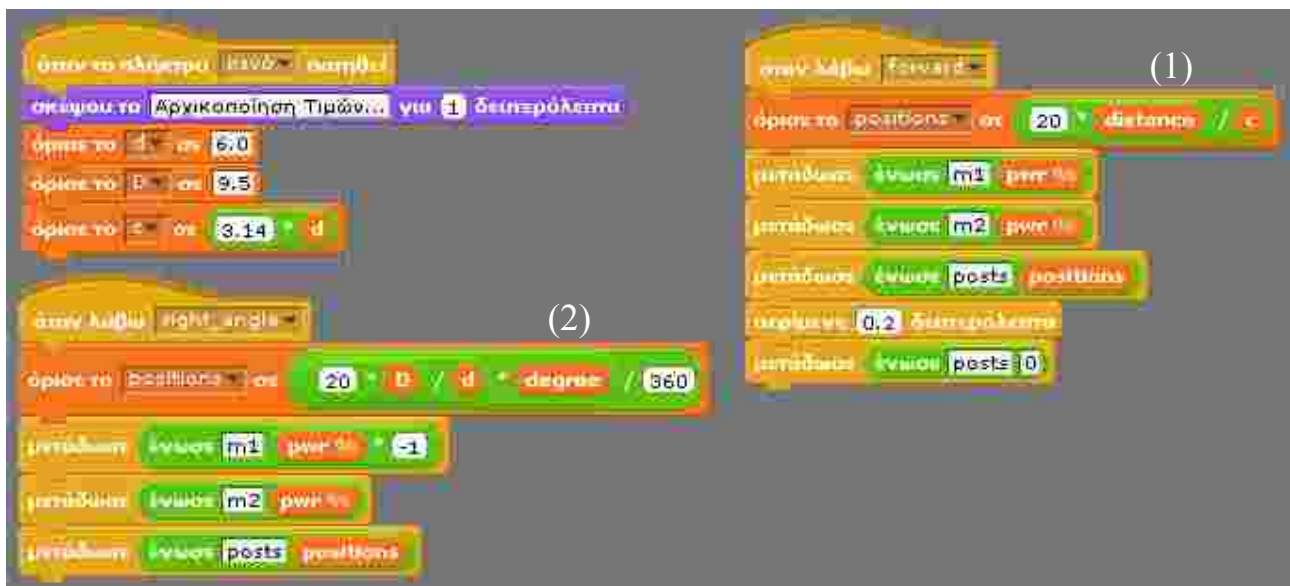 όταν το πλήκτρο κενό πατηθεί
σκέψου το Αρχικοποίηση Τιμών... για 1 δευτερόλεπτα
όρισε το d σε 6.0
όρισε το D σε 9.5
όρισε το c σε 3.14 * d
όταν λάβω right_angle
(2)
όρισε το positions σε 20 * D / d * degree / 360
μετάδωσε ένωσε m1 pwr % * -1
μετάδωσε ένωσε m2 pwr %
μετάδωσε ένωσε posts positions
όταν λάβω forward
(1)
όρισε το positions σε 20 * distance / c
μετάδωσε ένωσε m1 pwr %
μετάδωσε ένωσε m2 pwr %
μετάδωσε ένωσε posts positions
περίμενε 0.2 δευτερόλεπτα
μετάδωσε ένωσε posts 0